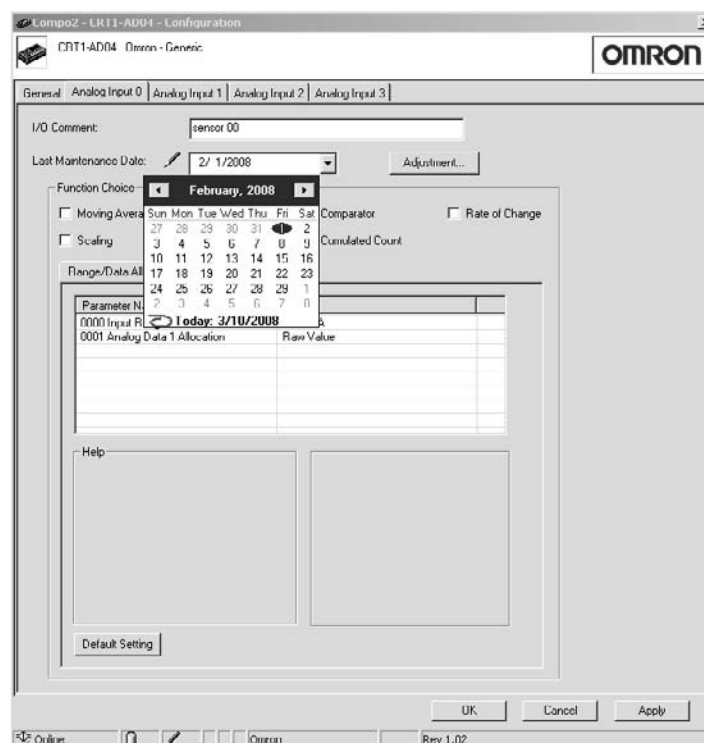 Compo2 - CRT1-AD04 - Configuration
CRT1-AD04 Omron - Generic
OMRON
General Analog Input 0 Analog Input 1 Analog Input 2 Analog Input 3
I/O Comment: sensor 00
Last Maintenance Date: 2/ 1/2008 Adjustment...
Function Choice
February, 2008
Moving Avera Comparator Rate of Change
Sun Mon Tue Wed Thu Fri Sat
27 28 29 30 31 1 2
Scaling Cumulated Count
3 4 5 6 7 8 9
10 11 12 13 14 15 16
Range/Data All
17 18 19 20 21 22 23
24 25 26 27 28 29 1
2 3 4 5 6 7 8
Parameter N
Today: 3/10/2008
0000 Input R A
0001 Analog Data 1 Allocation Raw Value
Help
Default Setting
OK Cancel Apply
Online Omron Rev 1.02